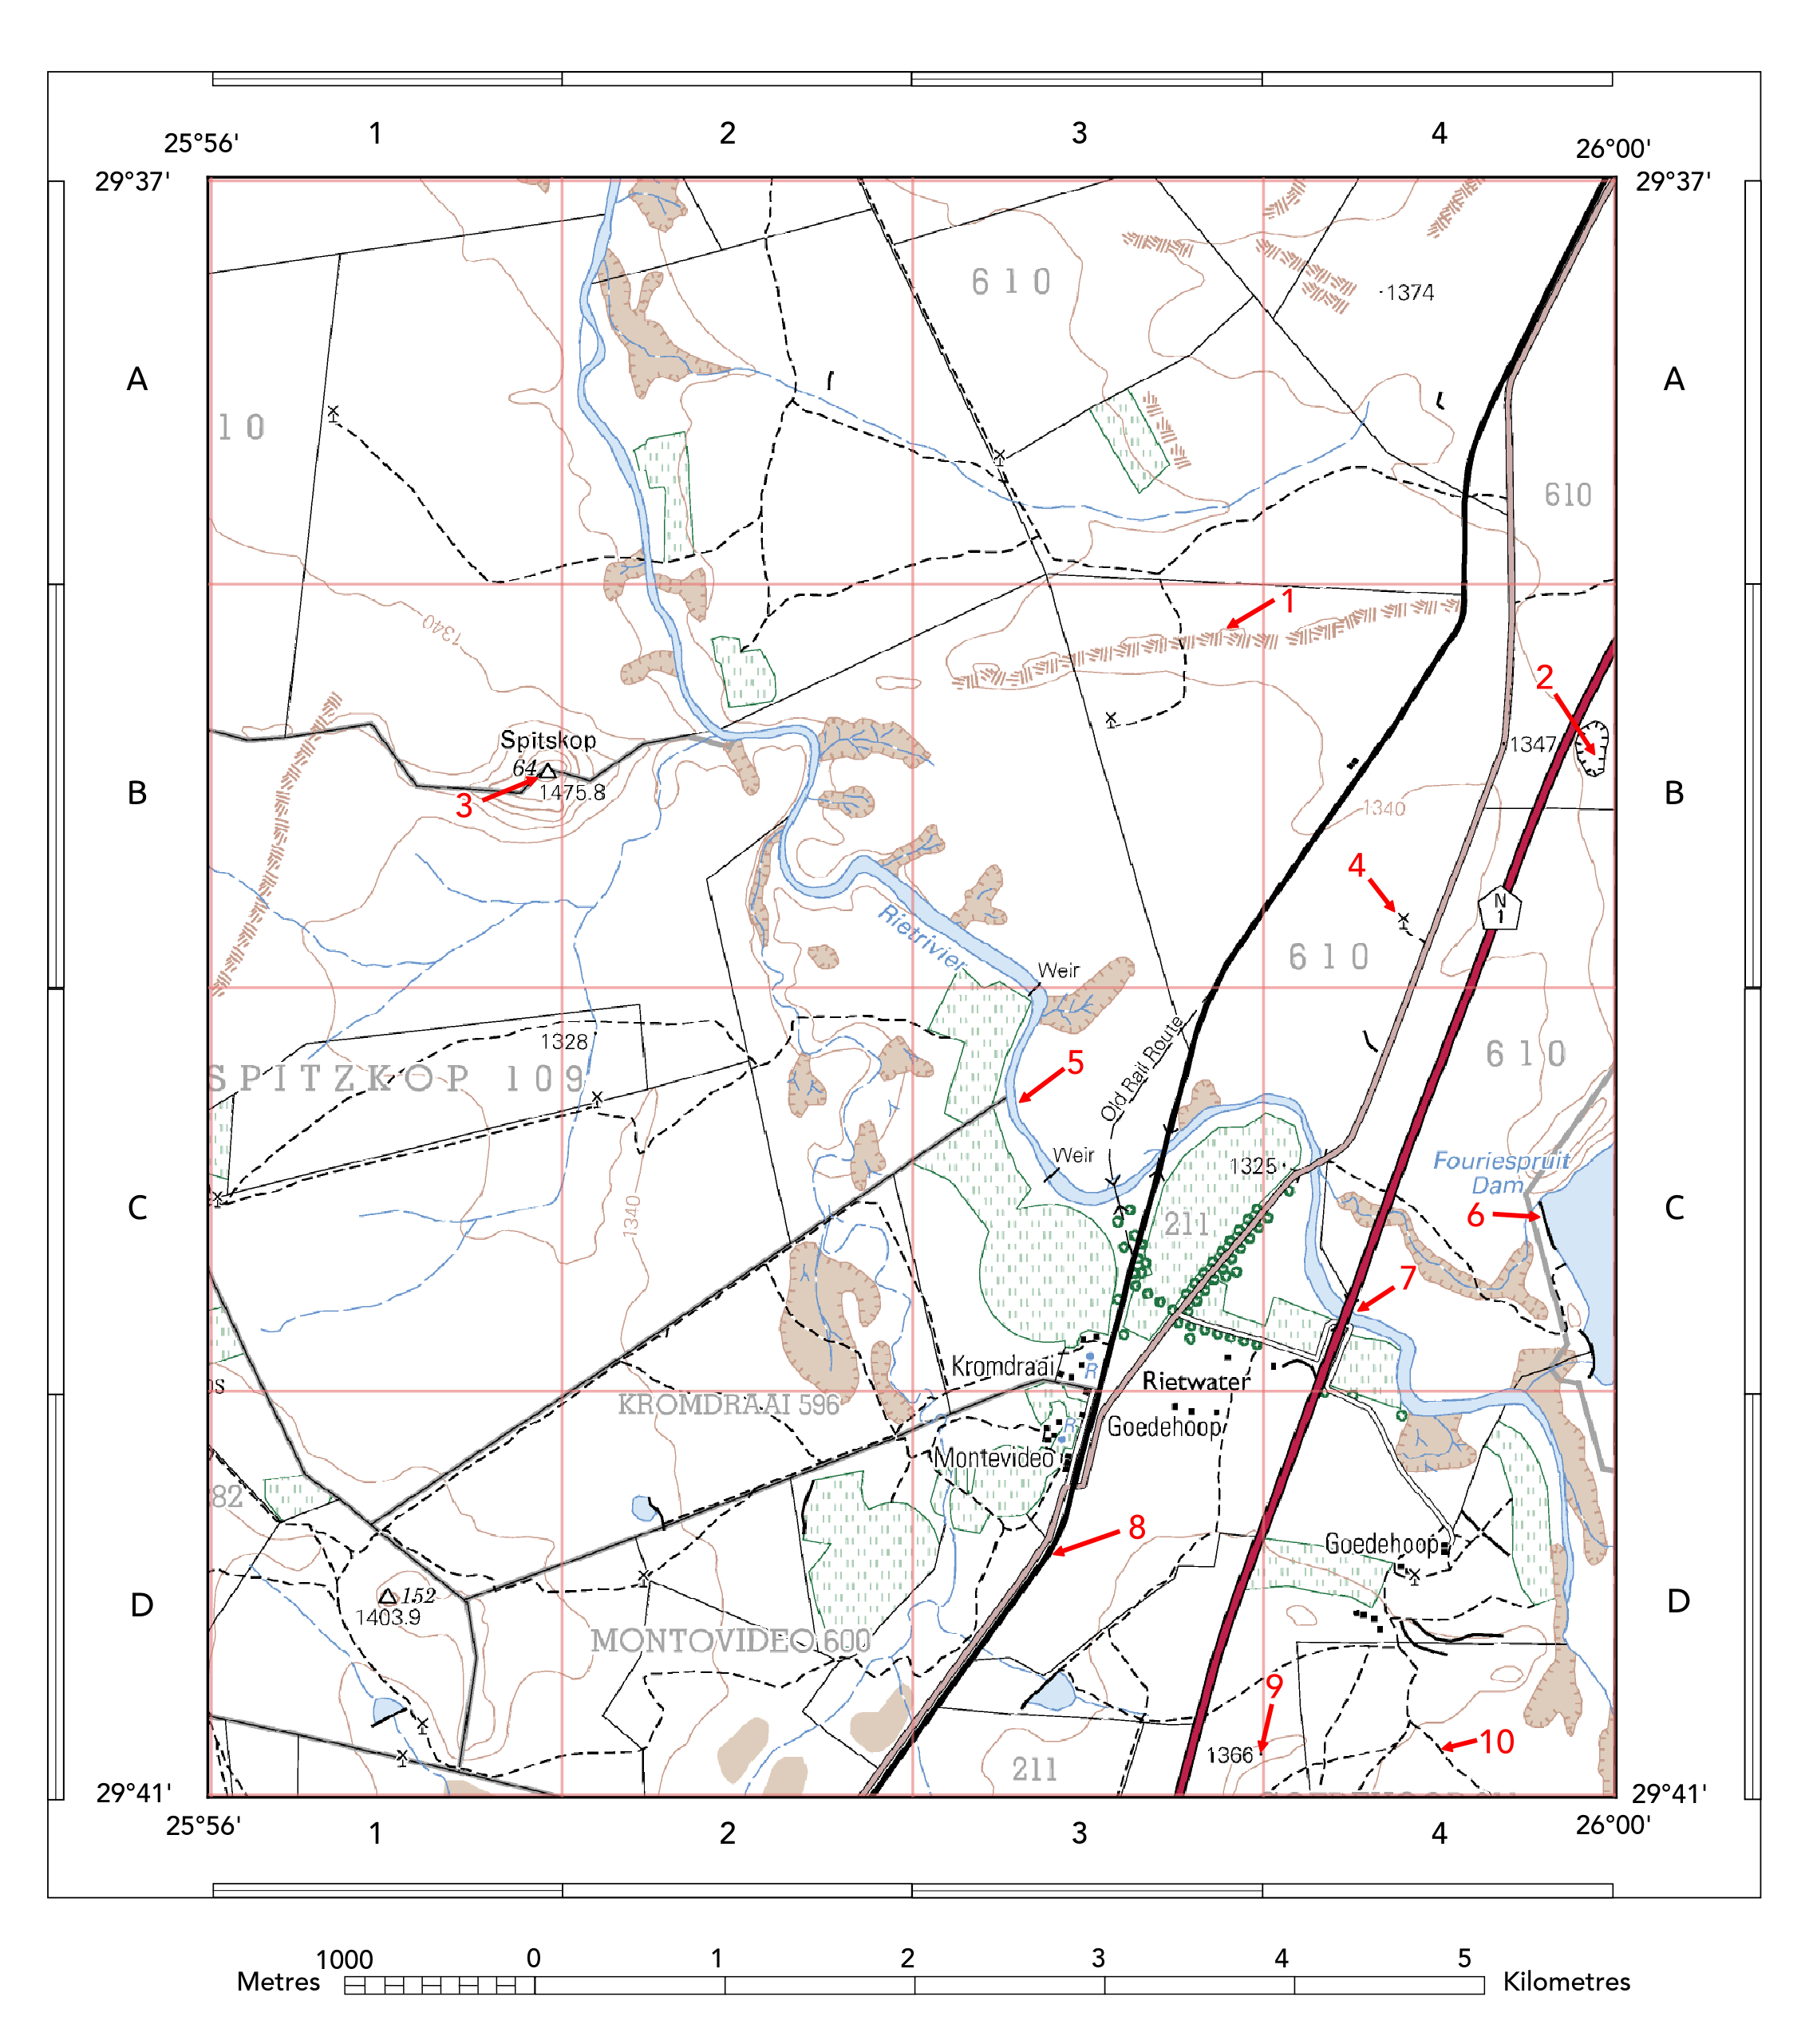 1 2 3 4
25°56' 26°00'
29°37' 29°37'
610
·1374
A A
10
610
1
1340
2
Spitskop
64
1475.8
3
1347
B B
1340
4
N
1
Rietrivier
610
Weir
1328
5
Old Rail Route
610
SPITZKOP 109
Weir
1325
Fouriespruit
Dam
6
C C
211
1340
7
Kromdraai
R
Rietwater
OS
KROMDRAAI 596
R
Goedehoop
Montevideo
82
8
Goedehoop
152
1403.9
D D
MONTOVIDEO 600
9
10
1366
211
29°41' 29°41'
25°56' 26°00'
1 2 3 4
1000 0 1 2 3 4 5
Metres Kilometres